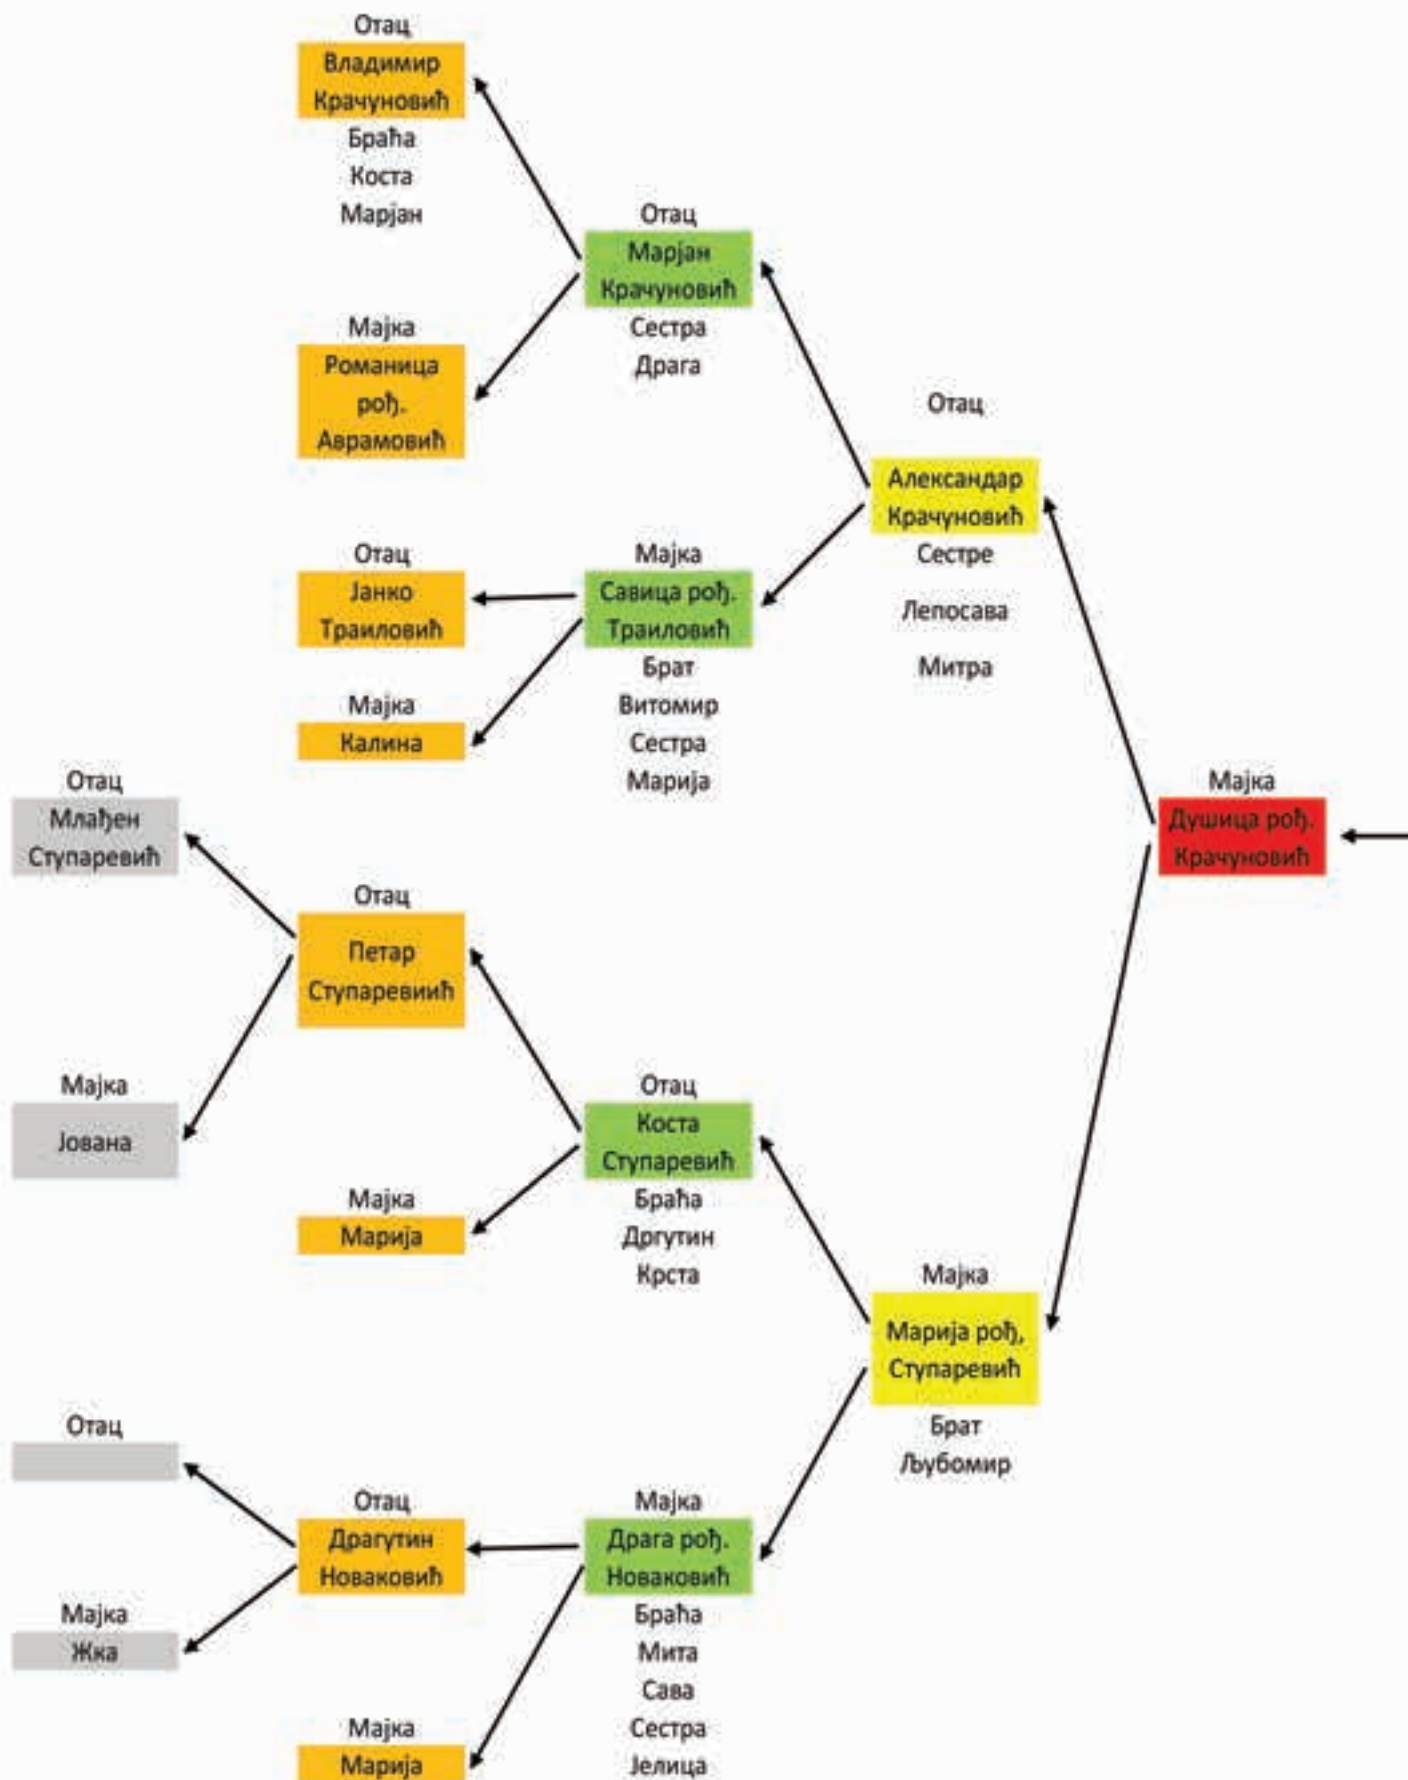 Отац
Владимир
Крачуновић
Браћа
Коста
Марјан
Мајка
Романица
рођ.
Аврамовић
Отац
Јанко
Траиловић
Мајка
Калина
Отац
Млађен
Ступаревић
Мајка
Јована
Отац
Петар
Ступаревиић
Мајка
Марија
Отац
Мајка
Жка
Отац
Драгутин
Новаковић
Мајка
Марија
Отац
Марјан
Крачуновић
Сестра
Драга
Мајка
Савица рођ.
Траиловић
Брат
Витомир
Сестра
Марија
Отац
Коста
Ступаревић
Браћа
Дргутин
Крста
Мајка
Драга рођ.
Новаковић
Браћа
Мита
Сава
Сестра
Јелица
Отац
Александар
Крачуновић
Сестре
Лепосава
Митра
Мајка
Марија рођ,
Ступаревић
Брат
Љубомир
Мајка
Душица рођ.
Крачуновић